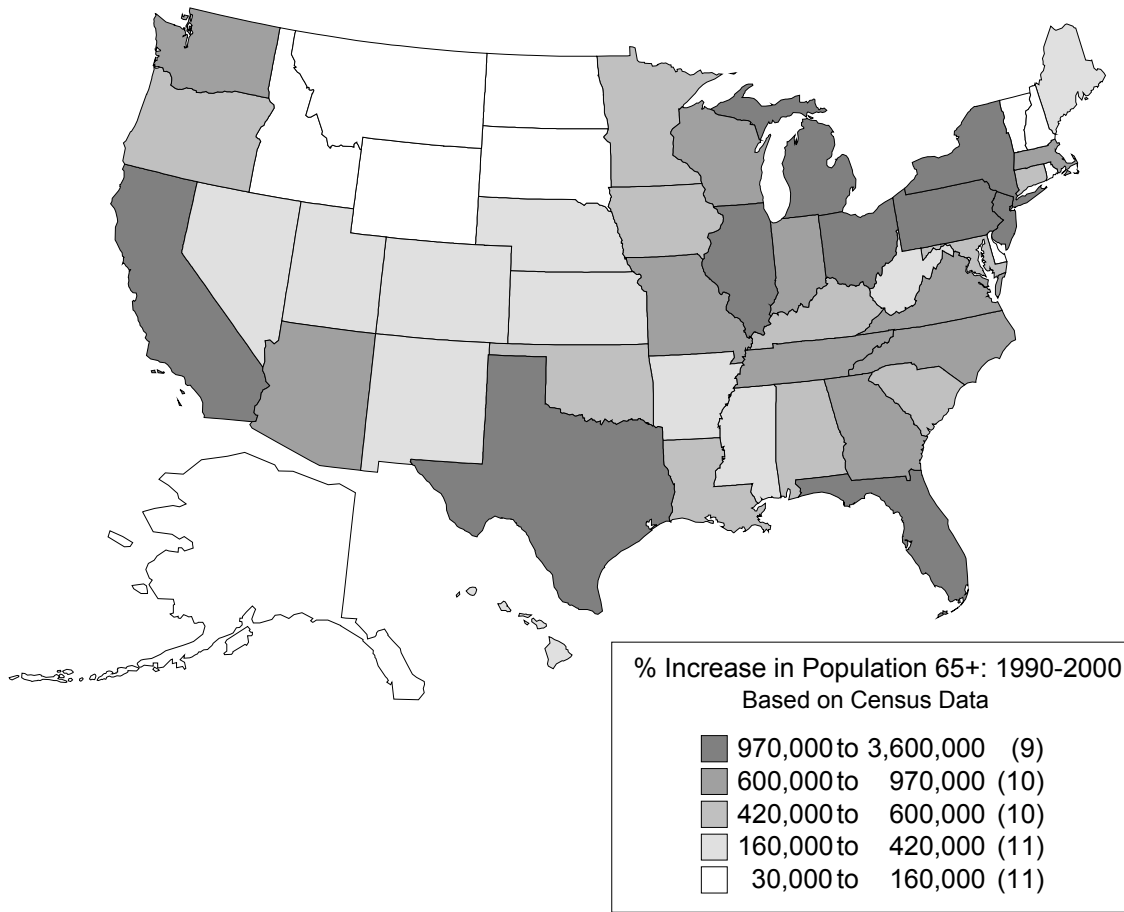 % Increase in Population 65+: 1990-2000
Based on Census Data
970,000 to 3,600,000 (9)
600,000 to 970,000 (10)
420,000 to 600,000 (10)
160,000 to 420,000 (11)
30,000 to 160,000 (11)